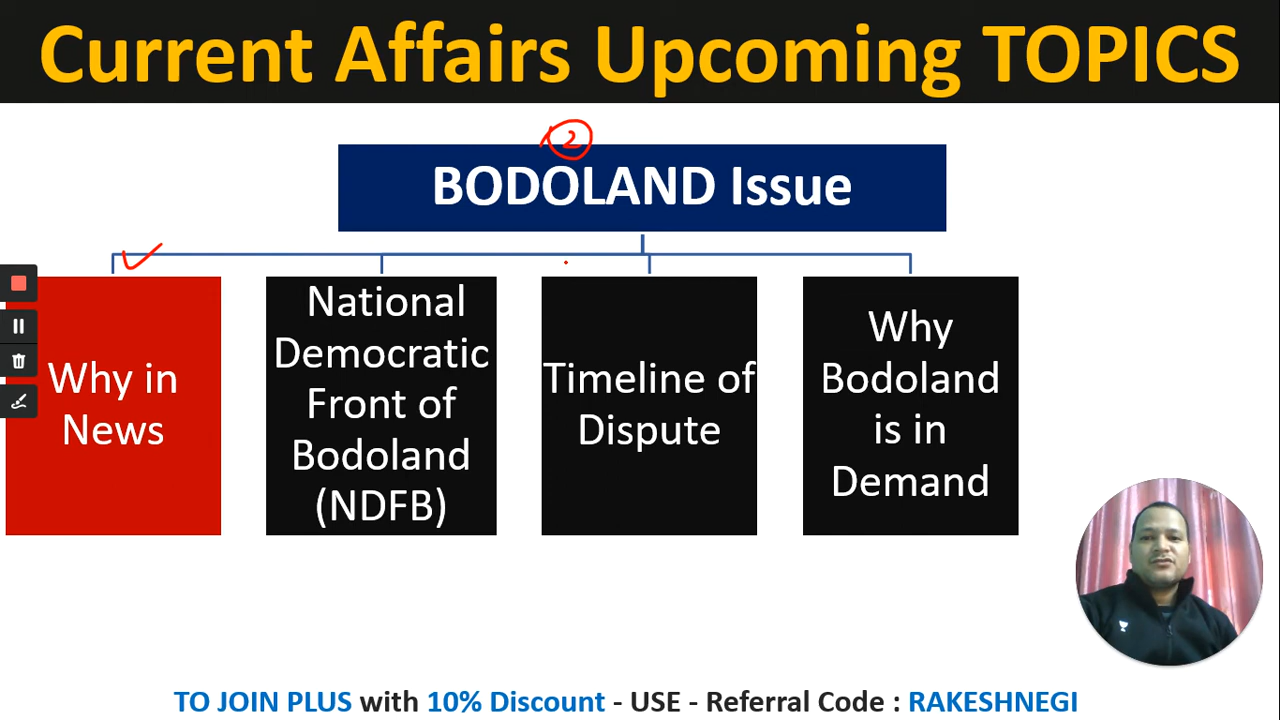 Current Affairs Upcoming TOPICS
2
BODOLAND Issue
Why in
News
National
Democratic
Front of
Bodoland
(NDFB)
Timeline of
Dispute
Why
Bodoland
is in
Demand
TO JOIN PLUS with 10% Discount - USE - Referral Code : RAKESHNEGI